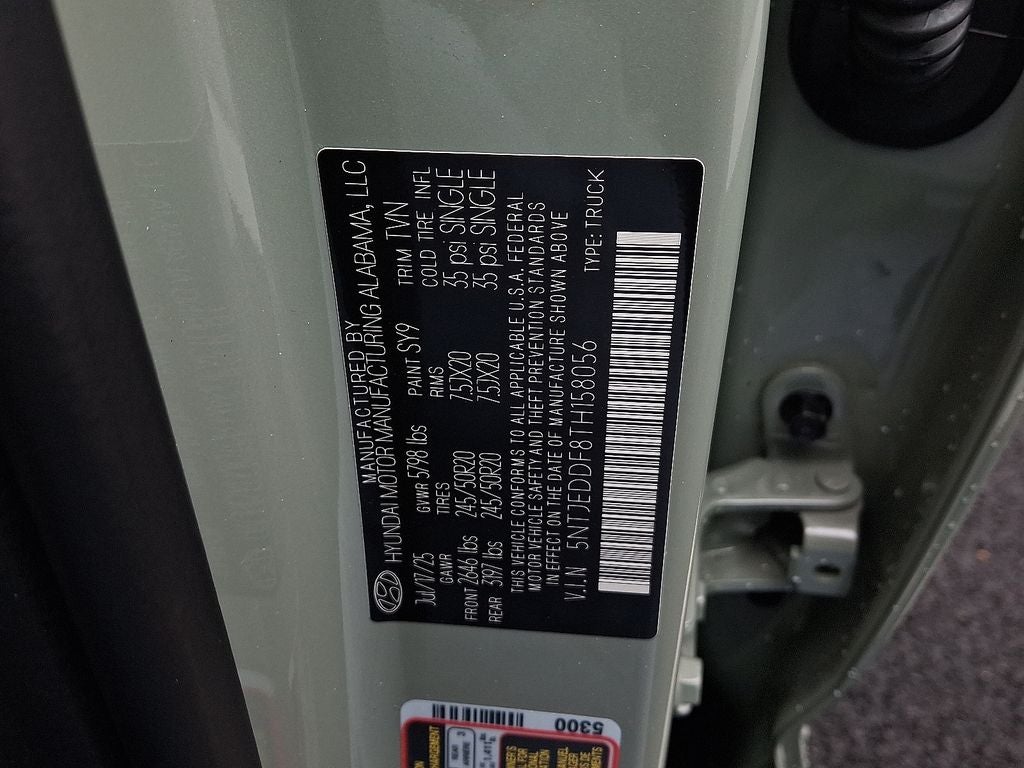 MANUFACTURED BY
HYUNDAI MOTOR MANUFACTURING ALABAMA, LLC
JUL/17/25 GVWR 5798 lbs PAINT SY9 TRIM TVN
GAWR TIRES RIMS COLD TIRE INFL
FRONT 2646 lbs 245/50R20 7.5JX20 35 psi SINGLE
REAR 3197 lbs 245/50R20 7.5JX20 35 psi SINGLE
THIS VEHICLE CONFORMS TO ALL APPLICABLE U.S.A. FEDERAL
MOTOR VEHICLE SAFETY AND THEFT PREVENTION STANDARDS
IN EFFECT ON THE DATE OF MANUFACTURE SHOWN ABOVE
V.I.N 5NTJEDDF8TH158056 TYPE: TRUCK
5300
REAR 3
ARRIÈRE